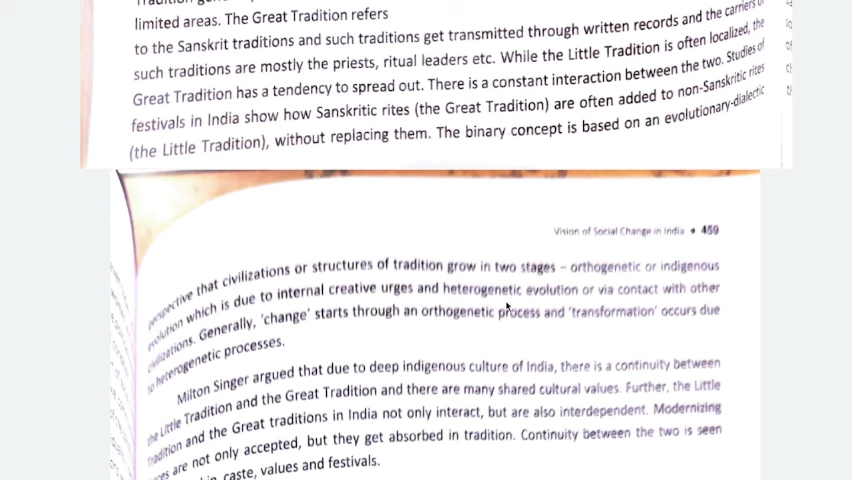 limited areas. The Great Tradition refers
to the Sanskrit traditions and such traditions get transmitted through written records and the carriers of
such traditions are mostly the priests, ritual leaders etc. While the Little Tradition is often localized, the
Great Tradition has a tendency to spread out. There is a constant interaction between the two. Studies of
festivals in India show how Sanskritic rites (the Great Tradition) are often added to non-Sanskritic rites
(the Little Tradition), without replacing them. The binary concept is based on an evolutionary-dialectic
Vision of Social Change in India • 459
perspective that civilizations or structures of tradition grow in two stages – orthogenetic or indigenous
evolution which is due to internal creative urges and heterogenetic evolution or via contact with other
civilizations. Generally, 'change' starts through an orthogenetic process and 'transformation' occurs due
to heterogenetic processes.
Milton Singer argued that due to deep indigenous culture of India, there is a continuity between
the Little Tradition and the Great Tradition and there are many shared cultural values. Further, the Little
Tradition and the Great traditions in India not only interact, but are also interdependent. Modernizing
are not only accepted, but they get absorbed in tradition. Continuity between the two is seen
caste, values and festivals.